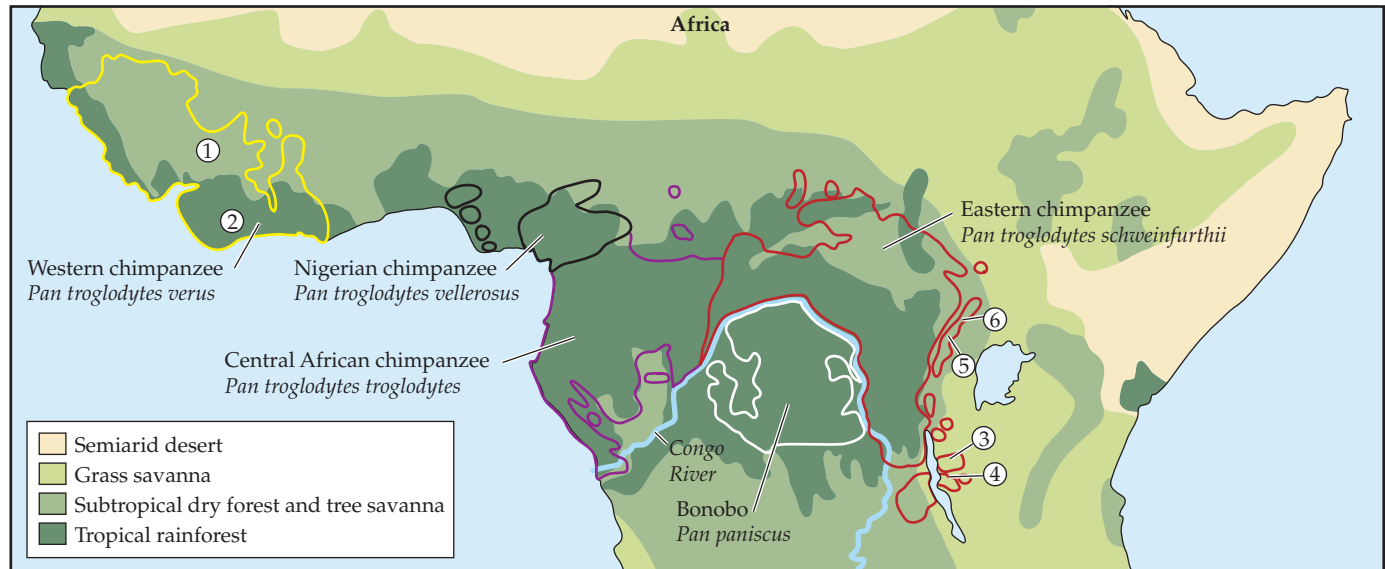 Africa
1
2
Western chimpanzee
Pan troglodytes verus
Nigerian chimpanzee
Pan troglodytes vellerosus
Eastern chimpanzee
Pan troglodytes schweinfurthii
Central African chimpanzee
Pan troglodytes troglodytes
6
5
3
4
Congo
River
Bonobo
Pan paniscus
Semiarid desert
Grass savanna
Subtropical dry forest and tree savanna
Tropical rainforest